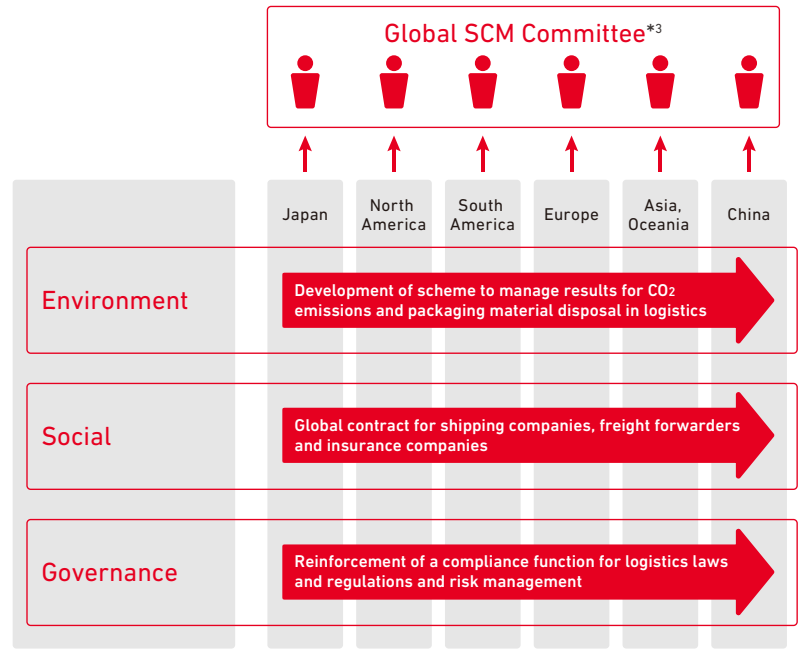 Global SCM Committee*3
Japan
North
America
South
America
Europe
Asia,
Oceania
China
Environment
Development of scheme to manage results for CO2
emissions and packaging material disposal in logistics
Social
Global contract for shipping companies, freight forwarders
and insurance companies
Governance
Reinforcement of a compliance function for logistics laws
and regulations and risk management